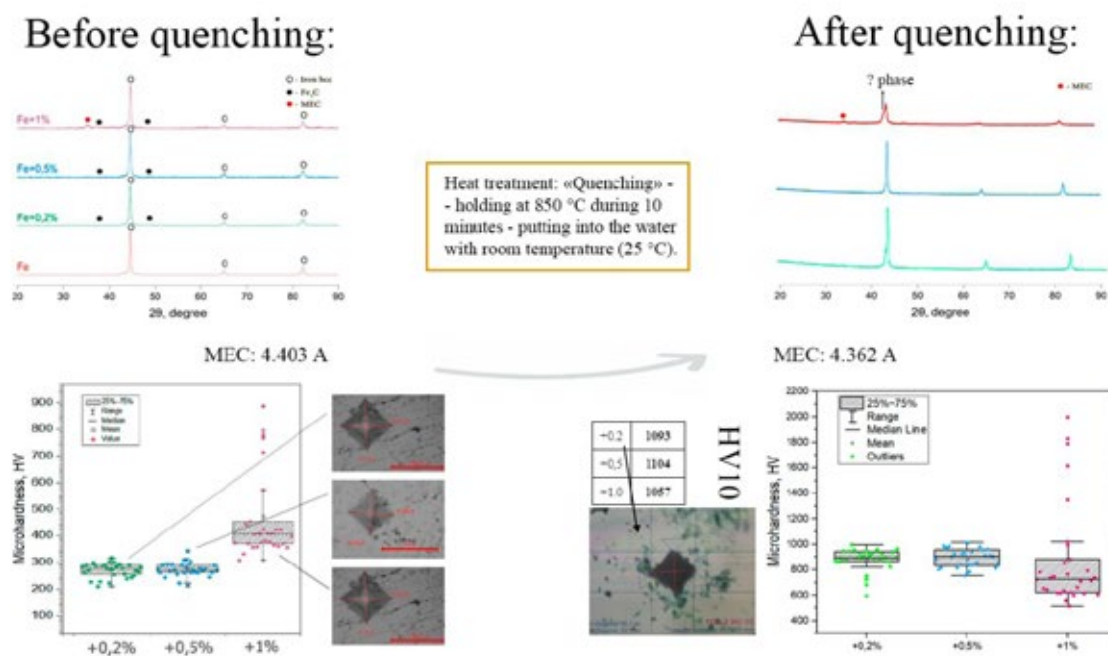 Before quenching:
○ - Iron bcc
● - Fe₃C
● - MEC
Fe=1%
Fe=0,5%
Fe=0,2%
Fe
20 30 40 50 60 70 80 90
2θ, degree
MEC: 4.403 A
Heat treatment: «Quenching» -
- holding at 850 °C during 10
minutes - putting into the water
with room temperature (25 °C).
After quenching:
? phase
● - MEC
20 30 40 50 60 70 80 90
2θ, degree
MEC: 4.362 A
Microhardness, HV
900
800
700
600
500
400
300
200
100
25%-75%
Range
Median
Mean
Value
+0,2% +0,5% +1%
+0.2 1093
+0,5 1104
+1.0 1057
HV10
Microhardness, HV
2200
2000
1800
1600
1400
1200
1000
800
600
400
25%~75%
Range
Median Line
Mean
Outliers
+0,2% +0.5% +1%